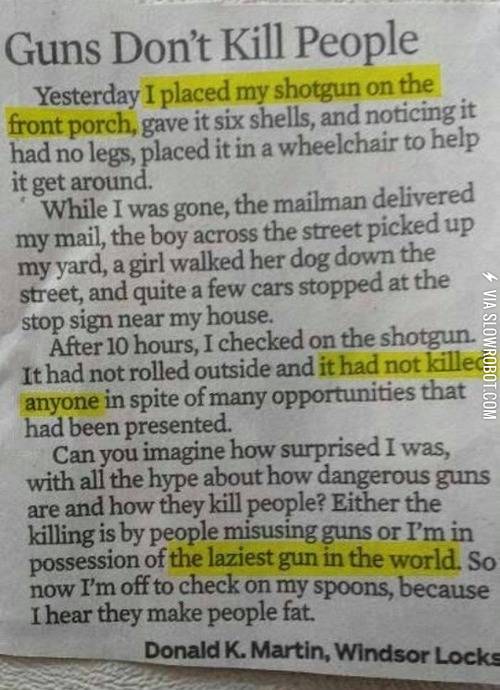 Guns Don't Kill People
Yesterday I placed my shotgun on the
front porch, gave it six shells, and noticing it
had no legs, placed it in a wheelchair to help
it get around.
While I was gone, the mailman delivered
my mail, the boy across the street picked up
my yard, a girl walked her dog down the
street, and quite a few cars stopped at the
stop sign near my house.
After 10 hours, I checked on the shotgun.
It had not rolled outside and it had not killed
anyone in spite of many opportunities that
had been presented.
Can you imagine how surprised I was,
with all the hype about how dangerous guns
are and how they kill people? Either the
killing is by people misusing guns or I'm in
possession of the laziest gun in the world. So
now I'm off to check on my spoons, because
I hear they make people fat.
Donald K. Martin, Windsor Locks
VIA SLOWROBOT.COM